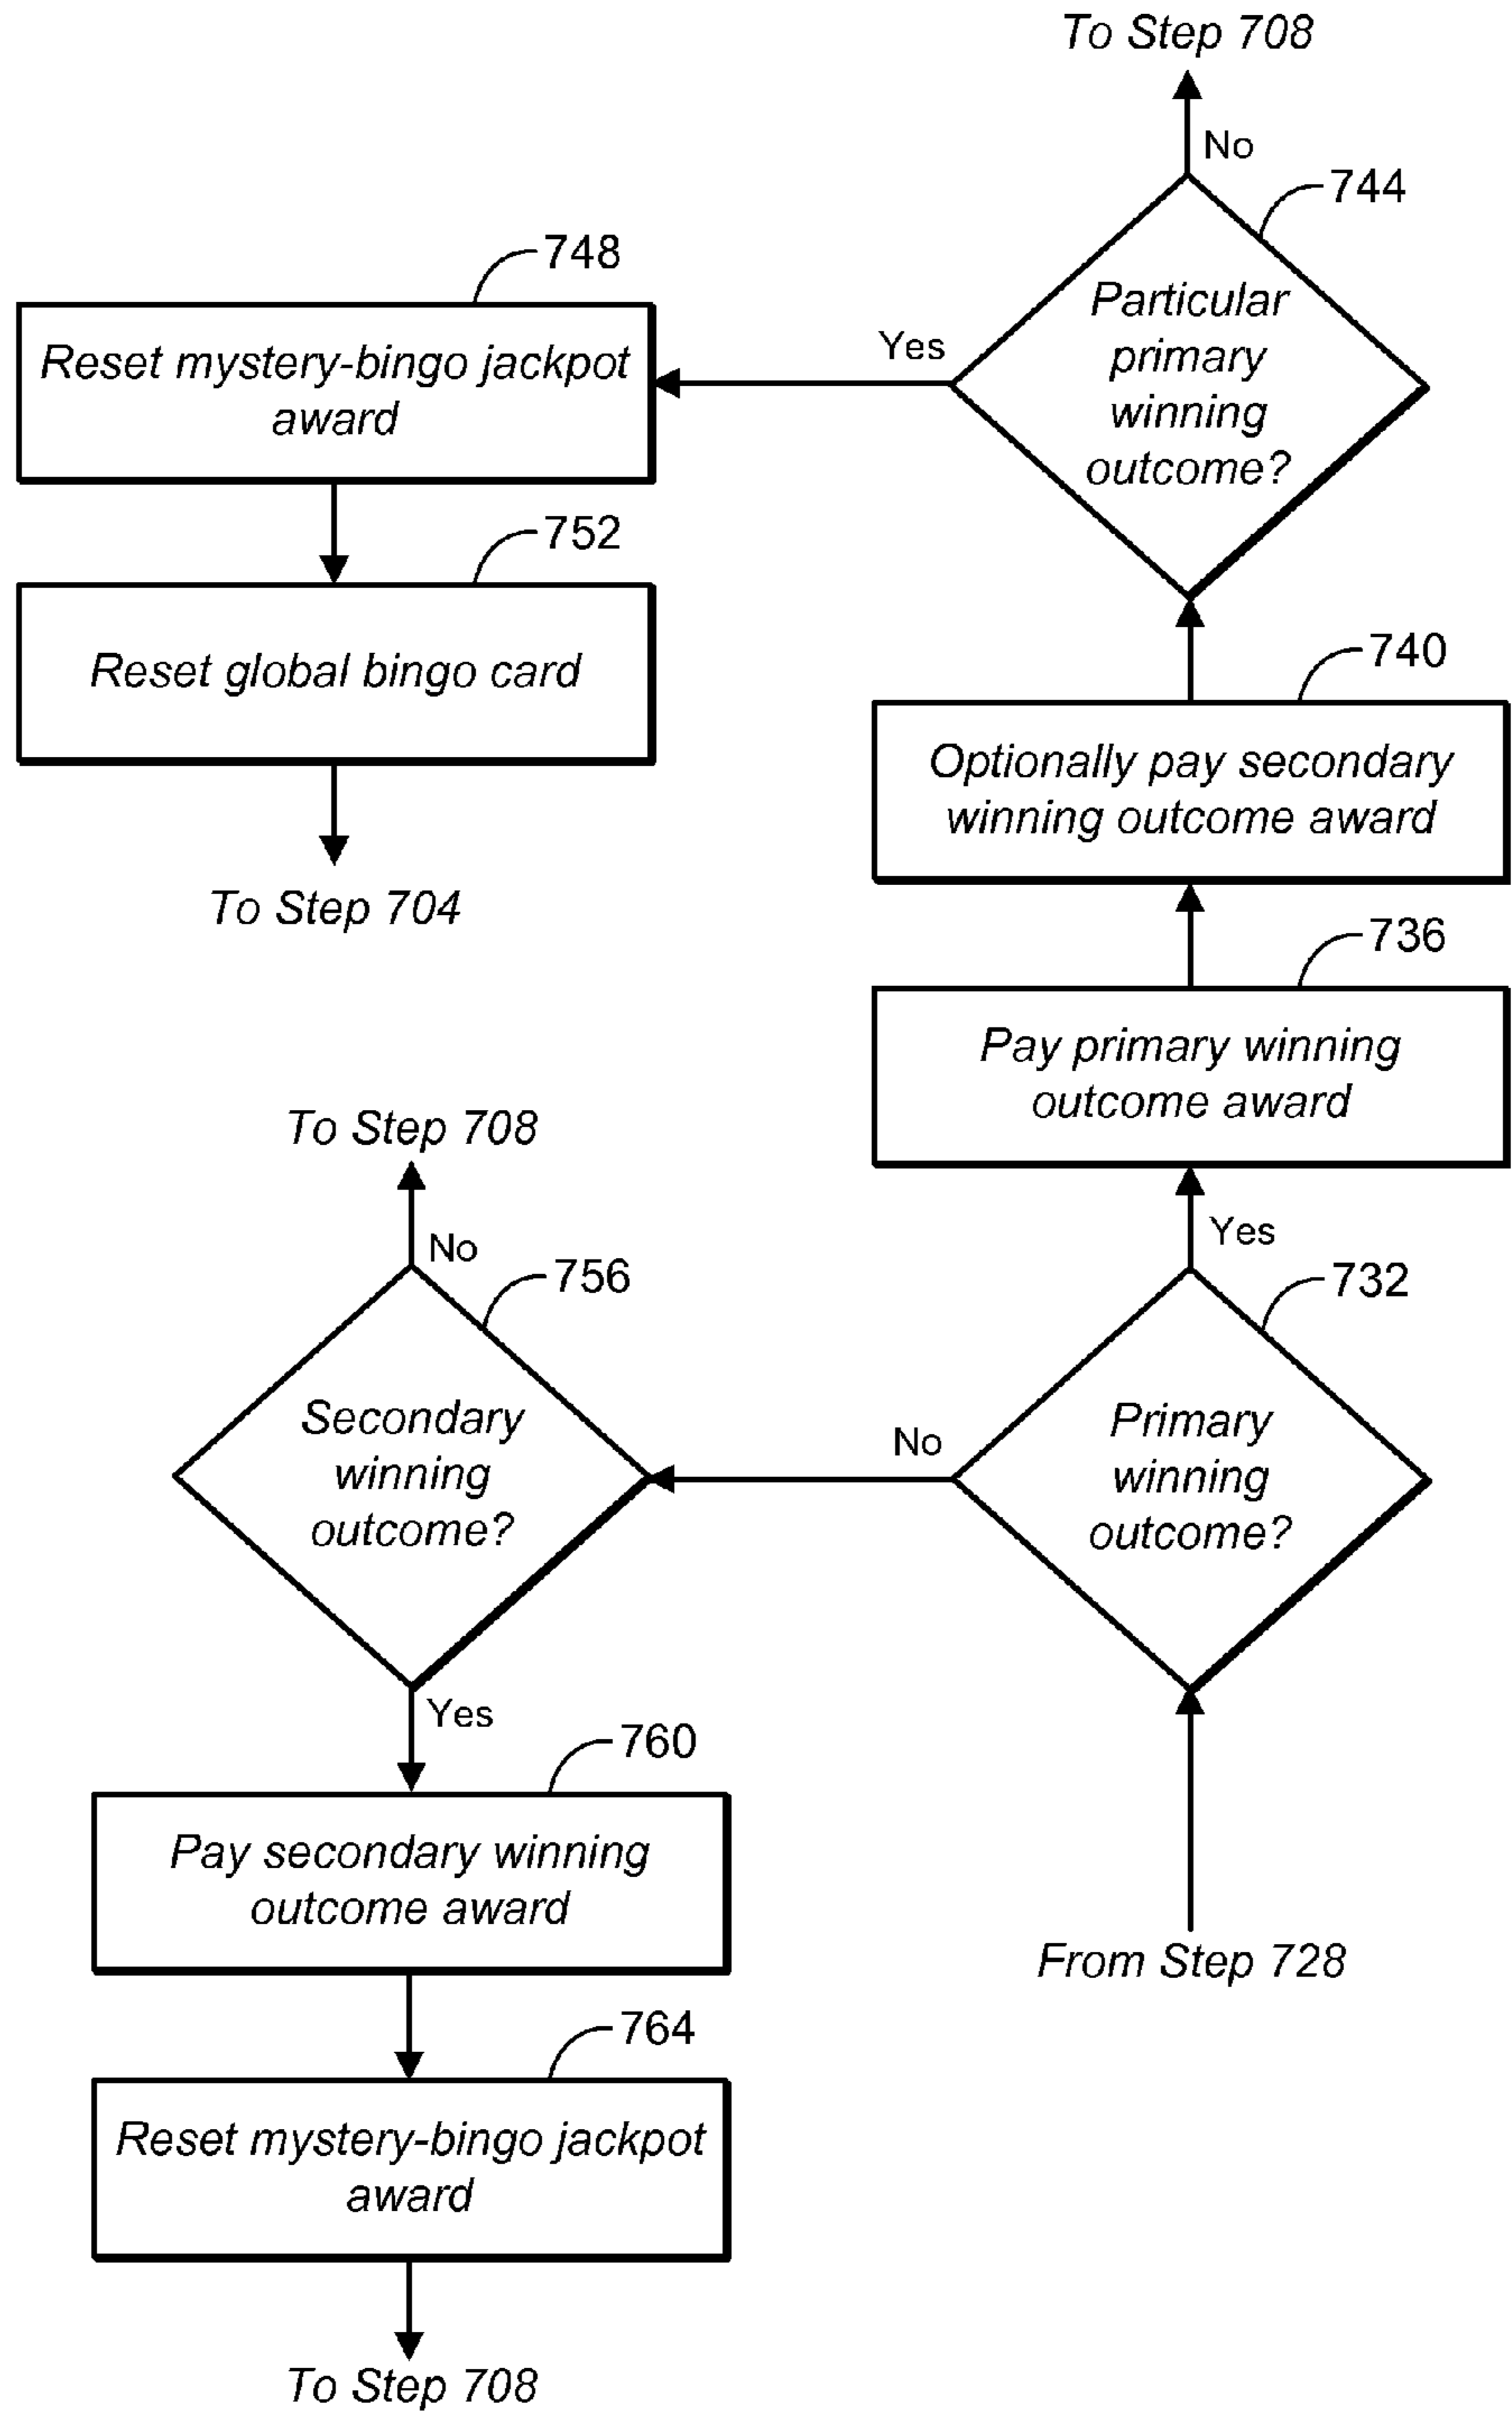 To Step 708
No
744
Particular
primary
winning
outcome?
Yes
748
Reset mystery-bingo jackpot
award
752
Reset global bingo card
To Step 704
740
Optionally pay secondary
winning outcome award
736
Pay primary winning
outcome award
Yes
732
Primary
winning
outcome?
No
From Step 728
To Step 708
No
756
Secondary
winning
outcome?
Yes
760
Pay secondary winning
outcome award
764
Reset mystery-bingo jackpot
award
To Step 708